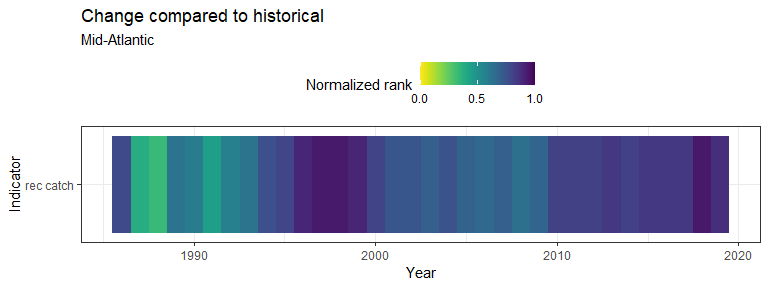 Change compared to historical
Mid-Atlantic
Normalized rank
0.0 0.5 1.0
Indicator
rec catch
1990 2000 2010 2020
Year